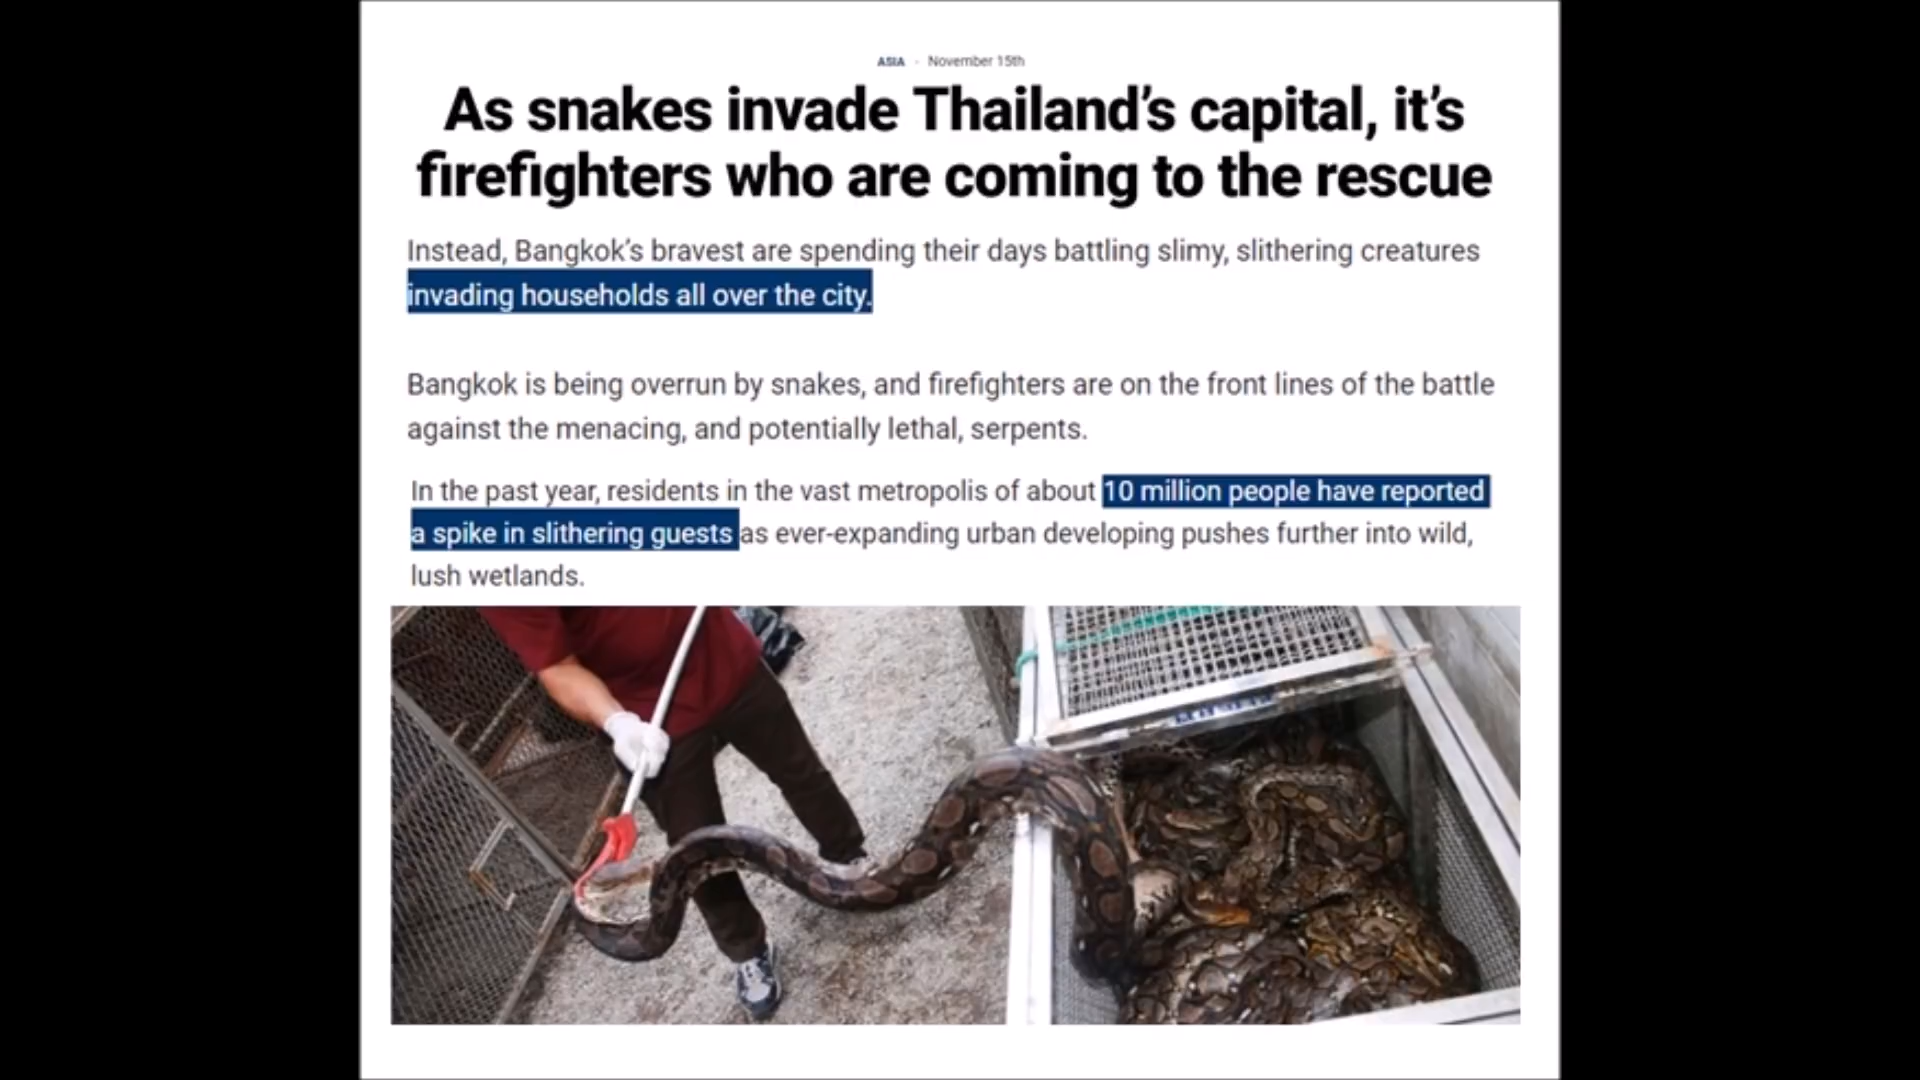 ASIA - November 15th
As snakes invade Thailand’s capital, it’s
firefighters who are coming to the rescue
Instead, Bangkok’s bravest are spending their days battling slimy, slithering creatures
invading households all over the city.
Bangkok is being overrun by snakes, and firefighters are on the front lines of the battle
against the menacing, and potentially lethal, serpents.
In the past year, residents in the vast metropolis of about 10 million people have reported
a spike in slithering guests as ever-expanding urban developing pushes further into wild,
lush wetlands.